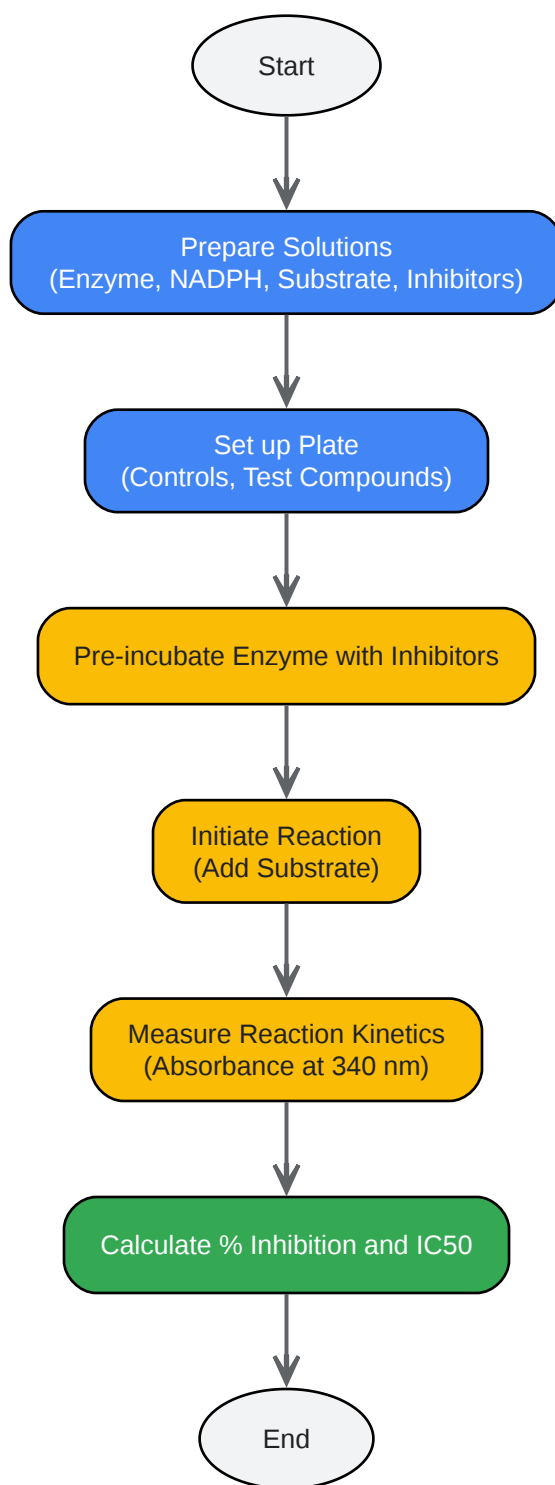 Start
Prepare Solutions
(Enzyme, NADPH, Substrate, Inhibitors)
Set up Plate
(Controls, Test Compounds)
Pre-incubate Enzyme with Inhibitors
Initiate Reaction
(Add Substrate)
Measure Reaction Kinetics
(Absorbance at 340 nm)
Calculate % Inhibition and IC50
End